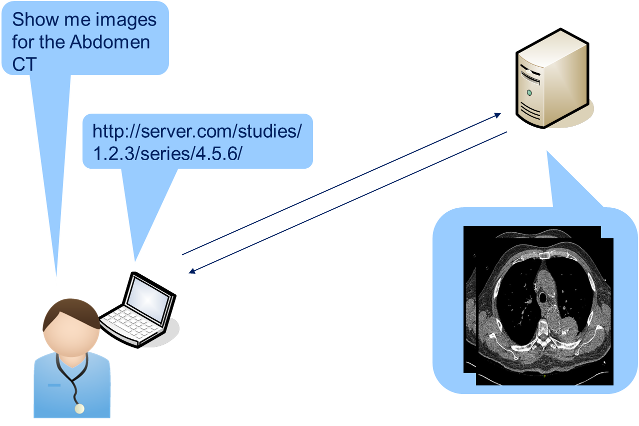 Show me images
for the Abdomen
CT
http://server.com/studies/
1.2.3/series/4.5.6/